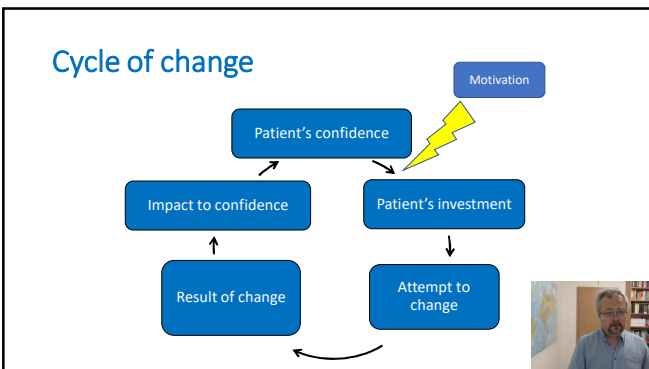 Cycle of change
Motivation
Patient’s confidence
Impact to confidence
Patient’s investment
Result of change
Attempt to
change